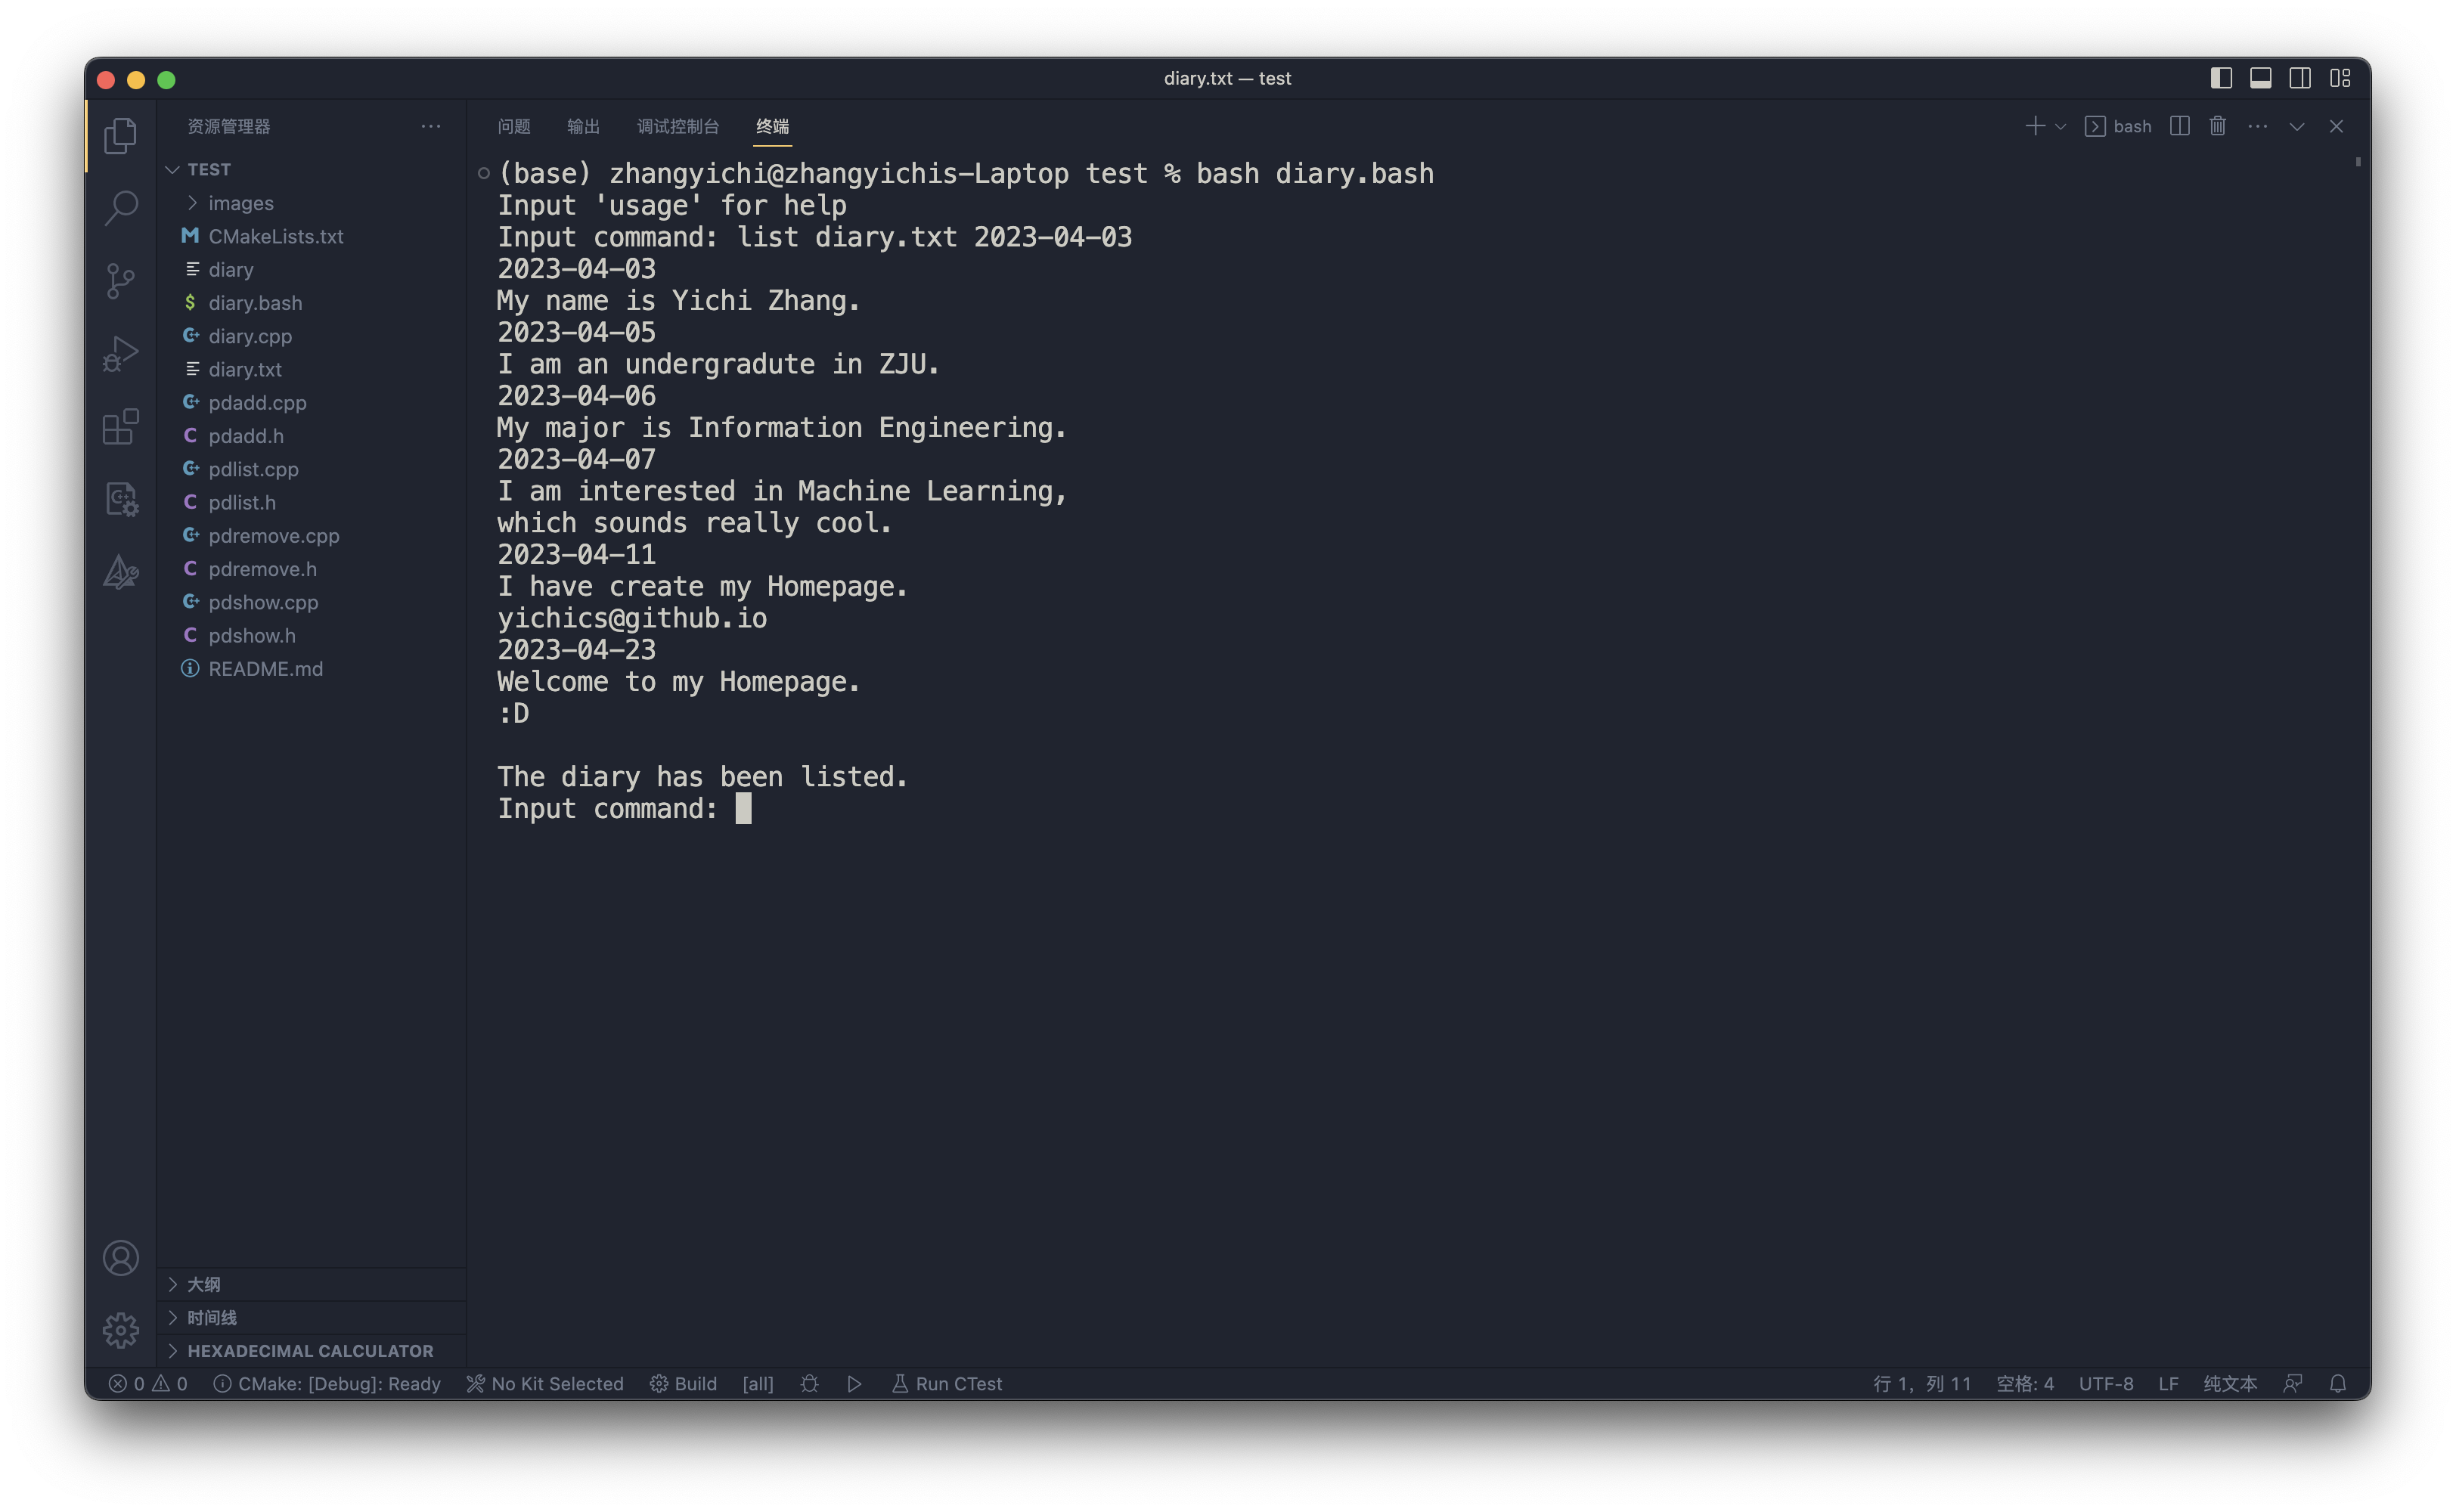 diary.txt — test
资源管理器
TEST
images
CMakeLists.txt
diary
diary.bash
diary.cpp
diary.txt
pdadd.cpp
pdadd.h
pdlist.cpp
pdlist.h
pdremove.cpp
pdremove.h
pdshow.cpp
pdshow.h
README.md
大纲
时间线
HEXADECIMAL CALCULATOR
问题 输出 调试控制台 终端
bash
(base) zhangyichi@zhangyichis-Laptop test % bash diary.bash
Input 'usage' for help
Input command: list diary.txt 2023-04-03
2023-04-03
My name is Yichi Zhang.
2023-04-05
I am an undergradute in ZJU.
2023-04-06
My major is Information Engineering.
2023-04-07
I am interested in Machine Learning,
which sounds really cool.
2023-04-11
I have create my Homepage.
yichics@github.io
2023-04-23
Welcome to my Homepage.
:D
The diary has been listed.
Input command:
0 0 CMake: [Debug]: Ready No Kit Selected Build [all] Run CTest 行 1，列 11 空格: 4 UTF-8 LF 纯文本